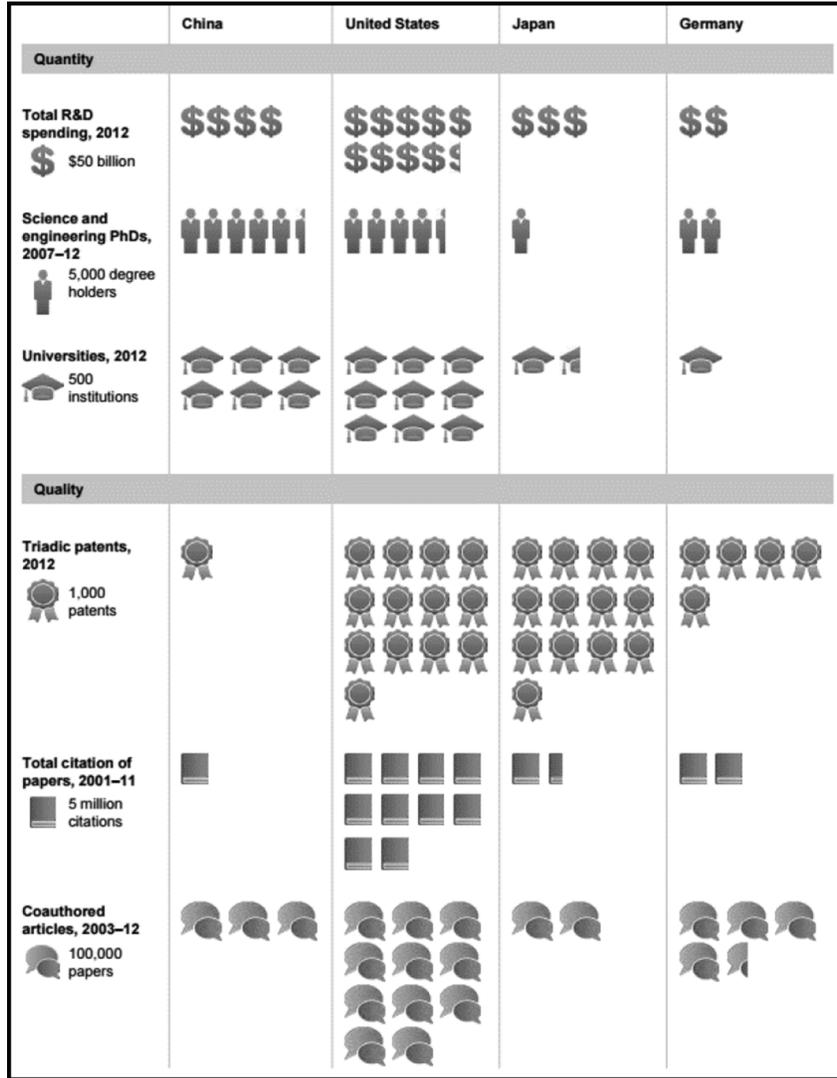 China United States Japan Germany
Quantity
Total R&D
spending, 2012
$50 billion
Science and
engineering PhDs,
2007–12
5,000 degree
holders
Universities, 2012
500
institutions
Quality
Triadic patents,
2012
1,000
patents
Total citation of
papers, 2001–11
5 million
citations
Coauthored
articles, 2003–12
100,000
papers